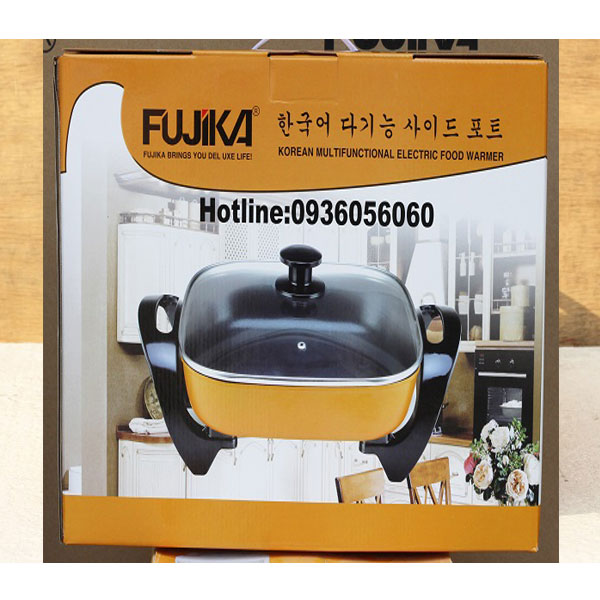 FUJIKA
FUJIKA®
FUJIKA BRINGS YOU DEL UXE LIFE!
한국어 다기능 사이드 포트
KOREAN MULTIFUNCTIONAL ELECTRIC FOOD WARMER
Hotline:0936056060